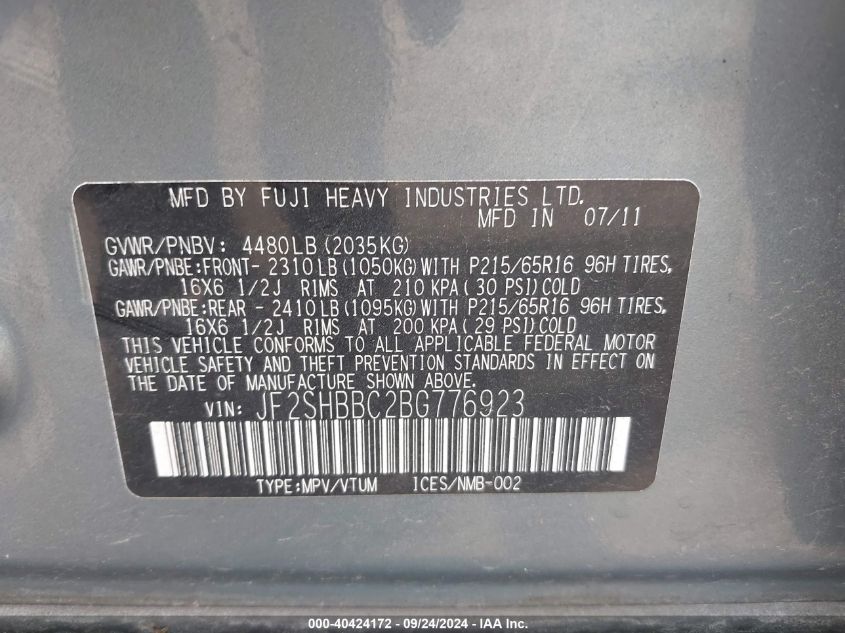 MFD BY FUJI HEAVY INDUSTRIES LTD.
MFD IN 07/11
GVWR/PNBV: 4480LB(2035KG)
GAWR/PNBE:FRONT- 2310LB(1050KG)WITH P215/65R16 96H TIRES,
16X6 1/2J RIMS AT 210 KPA(30 PSI)COLD
GAWR/PNBE:REAR - 2410LB(1095KG)WITH P215/65R16 96H TIRES,
16X6 1/2J RIMS AT 200 KPA(29 PSI)COLD
THIS VEHICLE CONFORMS TO ALL APPLICABLE FEDERAL MOTOR
VEHICLE SAFETY AND THEFT PREVENTION STANDARDS IN EFFECT ON
THE DATE OF MANUFACTURE SHOWN ABOVE.
VIN: JF2SHBBC2BG776923
TYPE:MPV/VTUM ICES/NMB-002
000-40424172 - 09/24/2024 - IAA Inc.